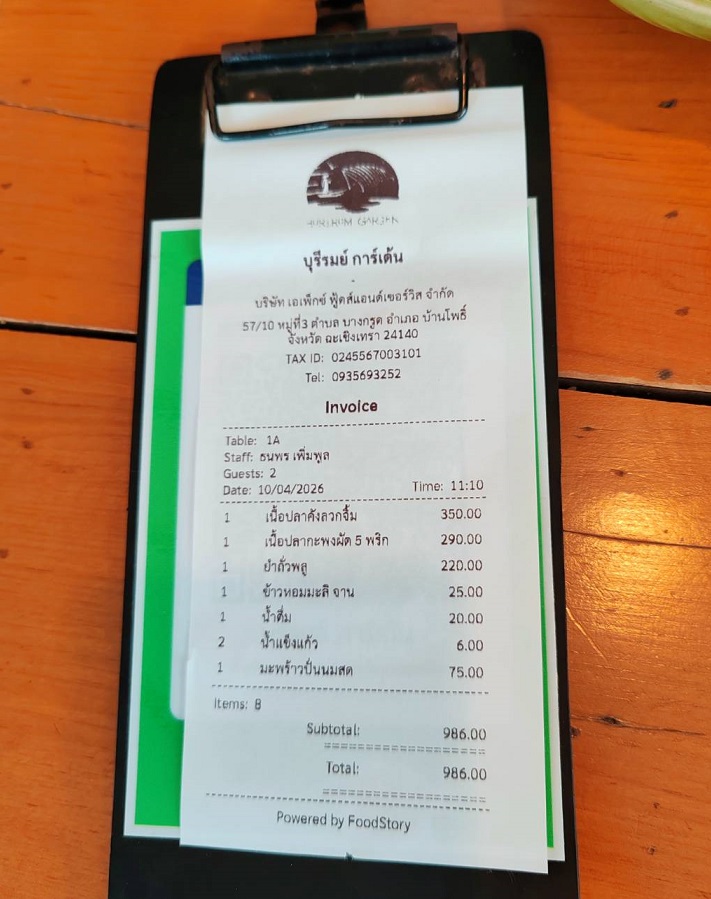 บุรีรมย์ การ์เด้น
-
บริษัท เอเพ็กซ์ ฟู้ดส์แอนด์เซอร์วิส จำกัด
57/10 หมู่ที่3 ตำบล บางกรูด อำเภอ บ้านโพธิ์
จังหวัด ฉะเชิงเทรา 24140
TAX ID: 0245567003101
Tel: 0935693252
Invoice
Table: 1A
Staff: ธนพร เพิ่มพูล
Guests: 2
Date: 10/04/2026 Time: 11:10
1 เนื้อปลาคังลวกจิ้ม 350.00
1 เนื้อปลากะพงผัด 5 พริก 290.00
1 ยำถั่วพลู 220.00
1 ข้าวหอมมะลิ จาน 25.00
1 น้ำดื่ม 20.00
2 น้ำแข็งแก้ว 6.00
1 มะพร้าวปั่นนมสด 75.00
Items: 8
Subtotal: 986.00
Total: 986.00
Powered by FoodStory